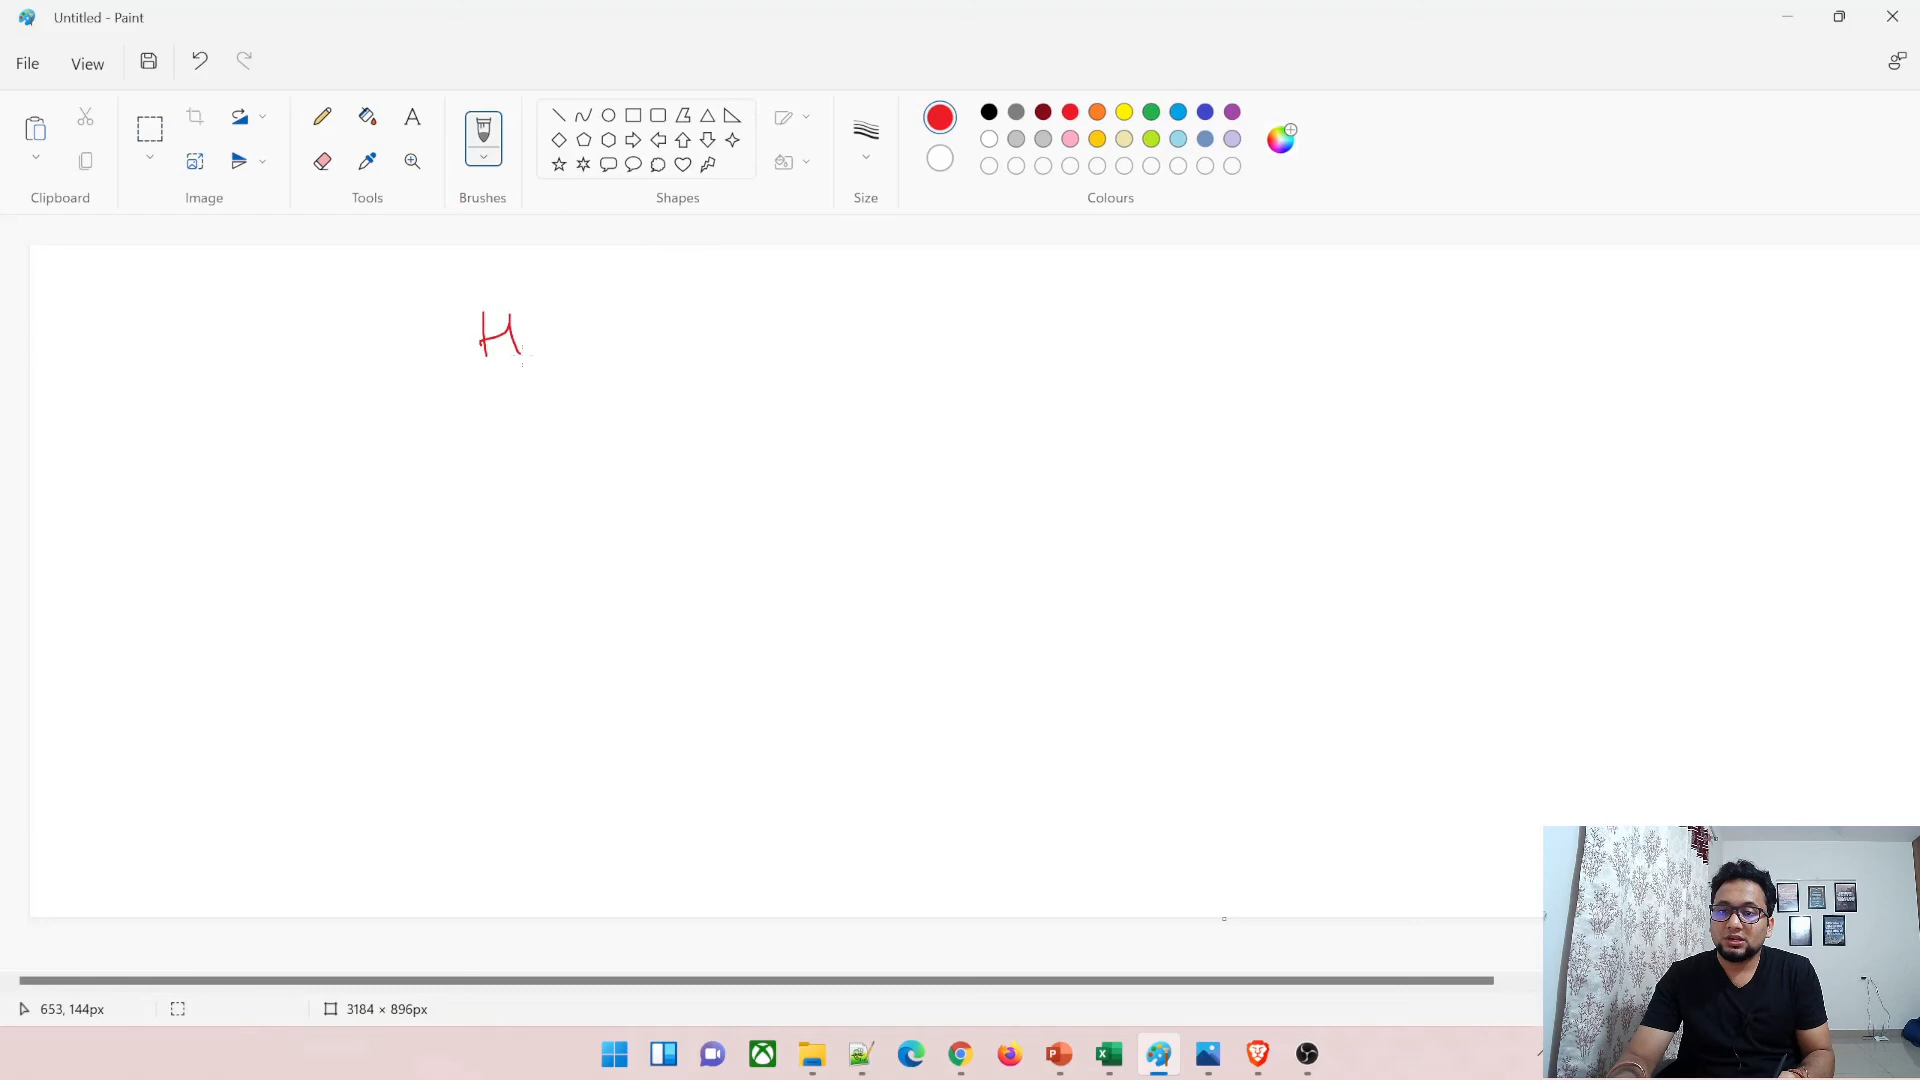 Untitled - Paint
File View
Clipboard Image Tools Brushes Shapes Size Colours
H
653, 144px 3184 × 896px